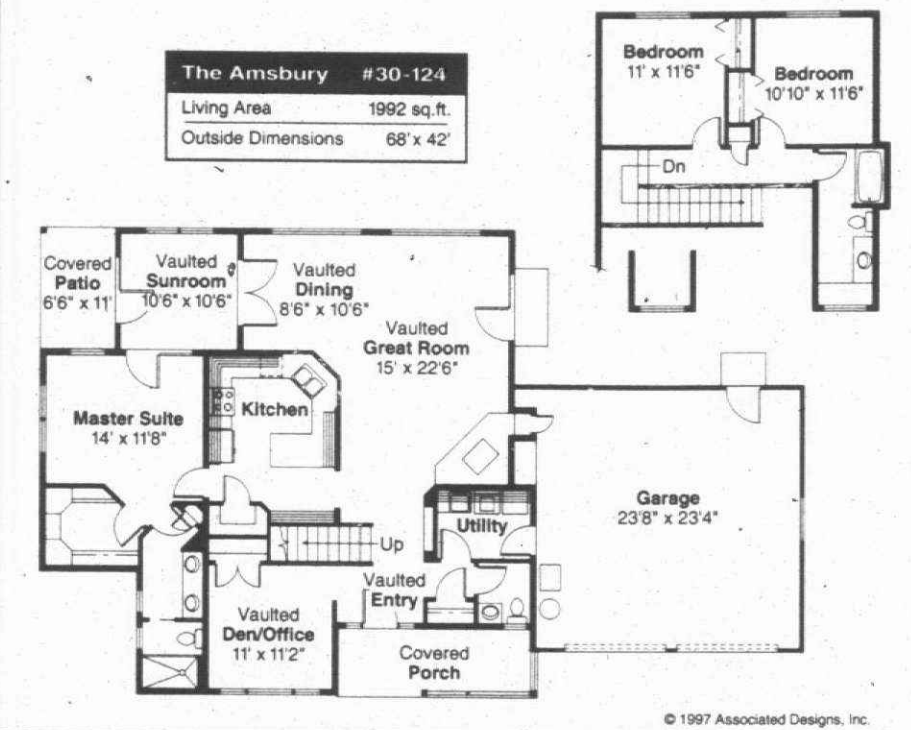 The Amsbury #30-124
Living Area 1992 sq.ft.
Outside Dimensions 68' x 42'
Bedroom
11' x 11'6"
Bedroom
10'10" x 11'6"
Dn
Covered
Patio
6'6" x 11'
Vaulted
Sunroom
10'6" x 10'6"
Vaulted
Dining
8'6" x 10'6"
Vaulted
Great Room
15' x 22'6"
Master Suite
14' x 11'8"
Kitchen
Garage
23'8" x 23'4"
Utility
Up
Vaulted
Entry
Vaulted
Den/Office
11' x 11'2"
Covered
Porch
© 1997 Associated Designs, Inc.